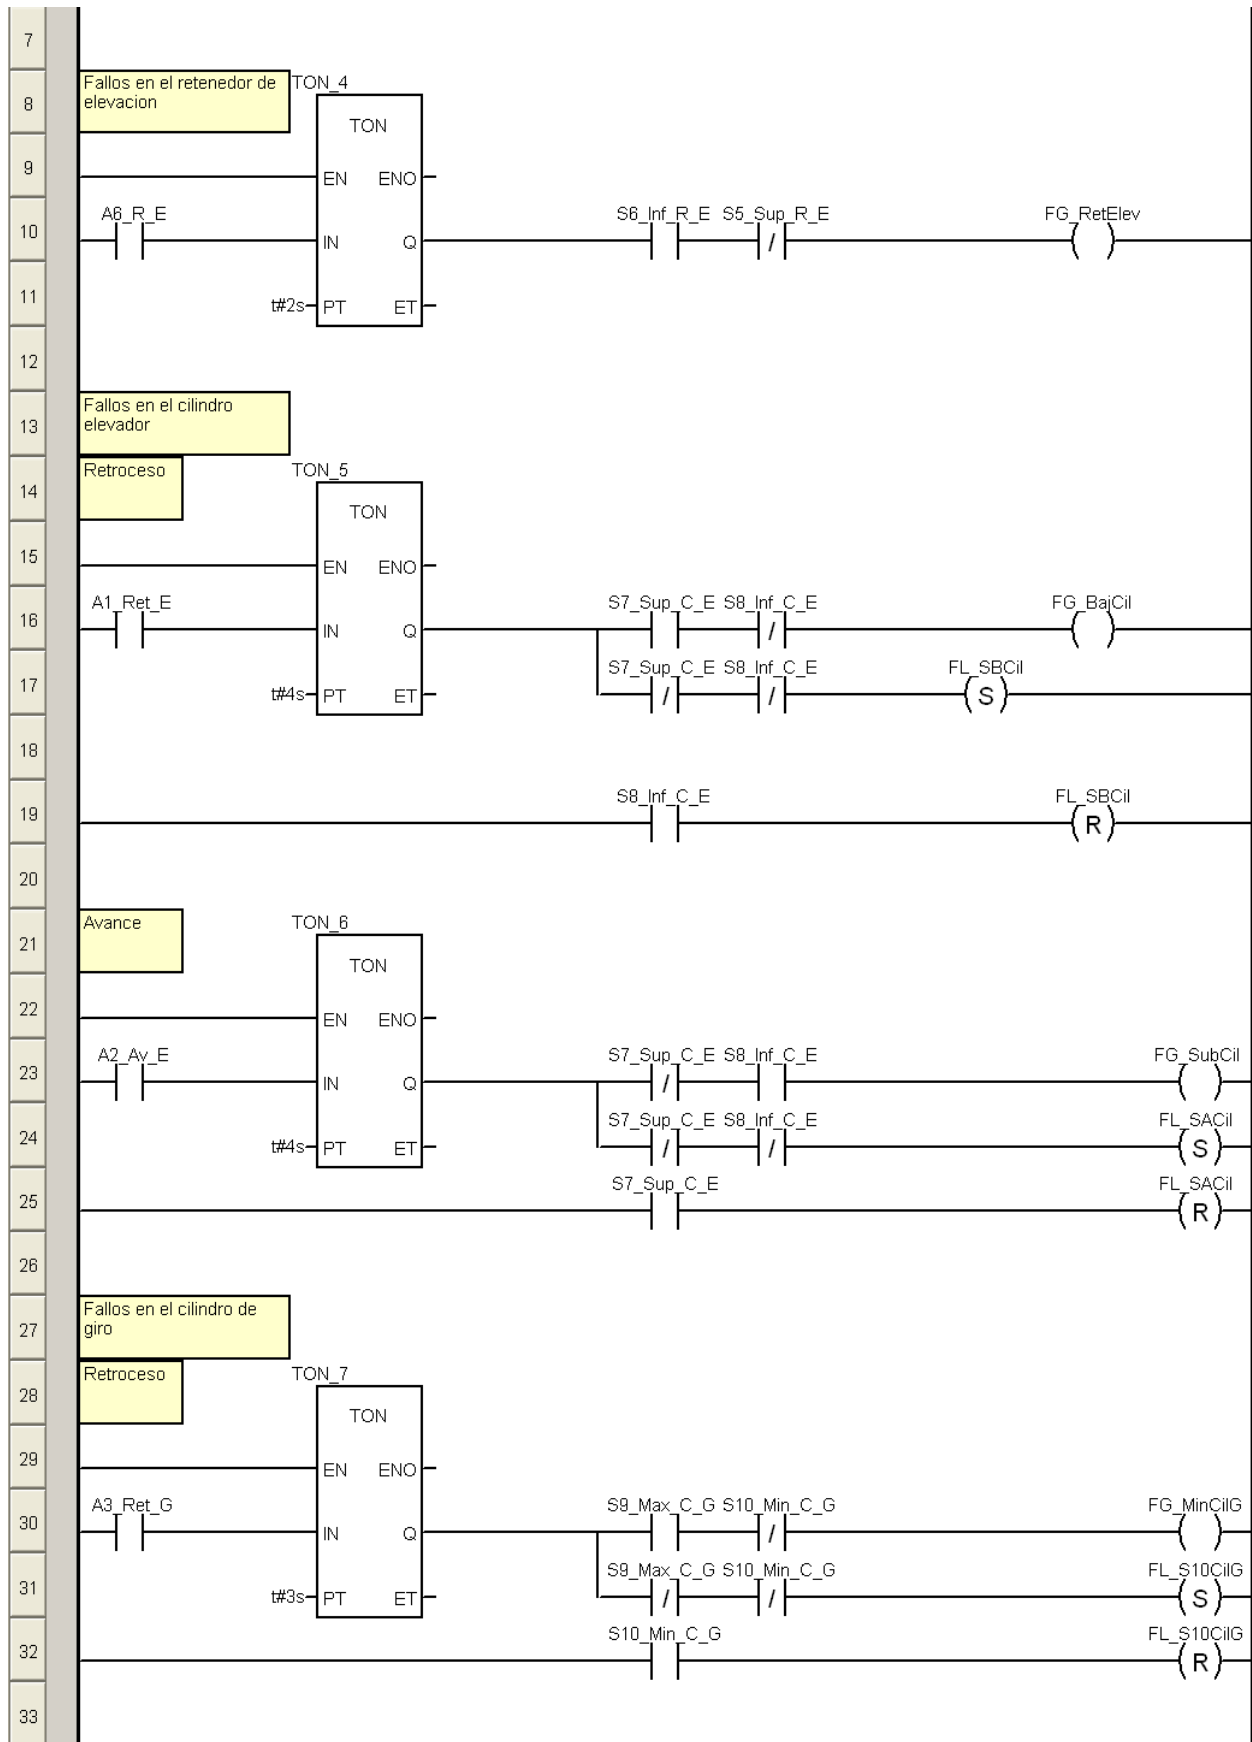 7
Fallos en el retenedor de
elevacion
TON_4
TON
8
9
EN ENO
A6_R_E
S6_Inf_R_E S5_Sup_R_E
FG_RetElev
10
IN Q
/
11
t#2s PT ET
12
Fallos en el cilindro
elevador
13
Retroceso
TON_5
14
TON
15
EN ENO
A1_Ret_E
S7_Sup_C_E S8_Inf_C_E
FG_BajCil
16
IN Q
/
S7_Sup_C_E S8_Inf_C_E
FL_SBCil
17
t#4s PT ET
/ /
S
18
S8_Inf_C_E
FL_SBCil
19
R
20
Avance
TON_6
21
TON
22
EN ENO
A2_Av_E
S7_Sup_C_E S8_Inf_C_E
FG_SubCil
23
IN Q
/
S7_Sup_C_E S8_Inf_C_E
FL_SACil
24
t#4s PT ET
/ /
S
S7_Sup_C_E
FL_SACil
25
R
26
Fallos en el cilindro de
giro
27
Retroceso
TON_7
28
TON
29
EN ENO
A3_Ret_G
S9_Max_C_G S10_Min_C_G
FG_MinCilG
30
IN Q
/
S9_Max_C_G S10_Min_C_G
FL_S10CilG
31
t#3s PT ET
/ /
S
S10_Min_C_G
FL_S10CilG
32
R
33